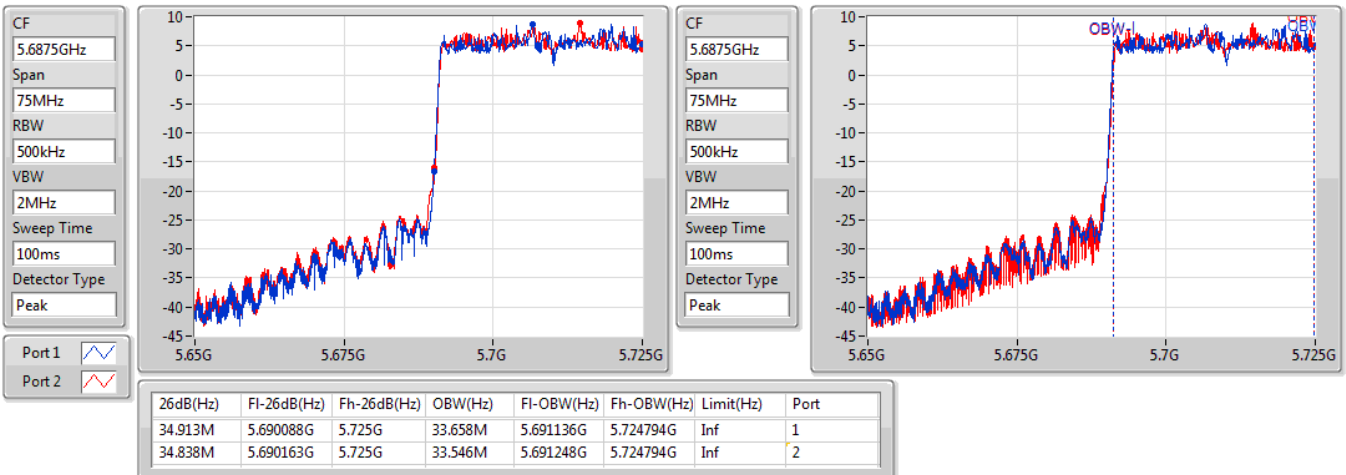 CF
5.6875GHz
Span
75MHz
RBW
500kHz
VBW
2MHz
Sweep Time
100ms
Detector Type
Peak
Port 1
Port 2
10
5
0
-5
-10
-15
-20
-25
-30
-35
-40
-45
5.65G 5.675G 5.7G 5.725G
CF
5.6875GHz
Span
75MHz
RBW
500kHz
VBW
2MHz
Sweep Time
100ms
Detector Type
Peak
10
5
0
-5
-10
-15
-20
-25
-30
-35
-40
-45
OBW-
5.65G 5.675G 5.7G 5.725G
26dB(Hz) Fl-26dB(Hz) Fh-26dB(Hz) OBW(Hz) Fl-OBW(Hz) Fh-OBW(Hz) Limit(Hz) Port
34.913M 5.690088G 5.725G 33.658M 5.691136G 5.724794G Inf 1
34.838M 5.690163G 5.725G 33.546M 5.691248G 5.724794G Inf 2